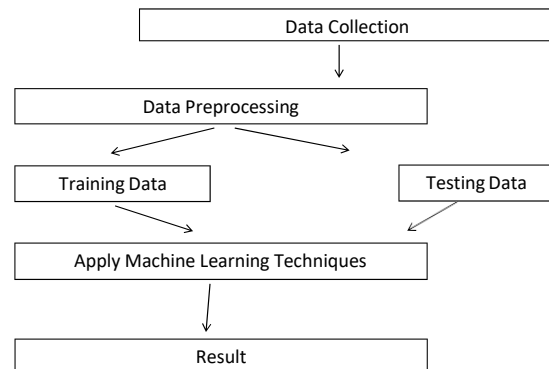 Data Collection
Data Preprocessing
Training Data
Testing Data
Apply Machine Learning Techniques
Result